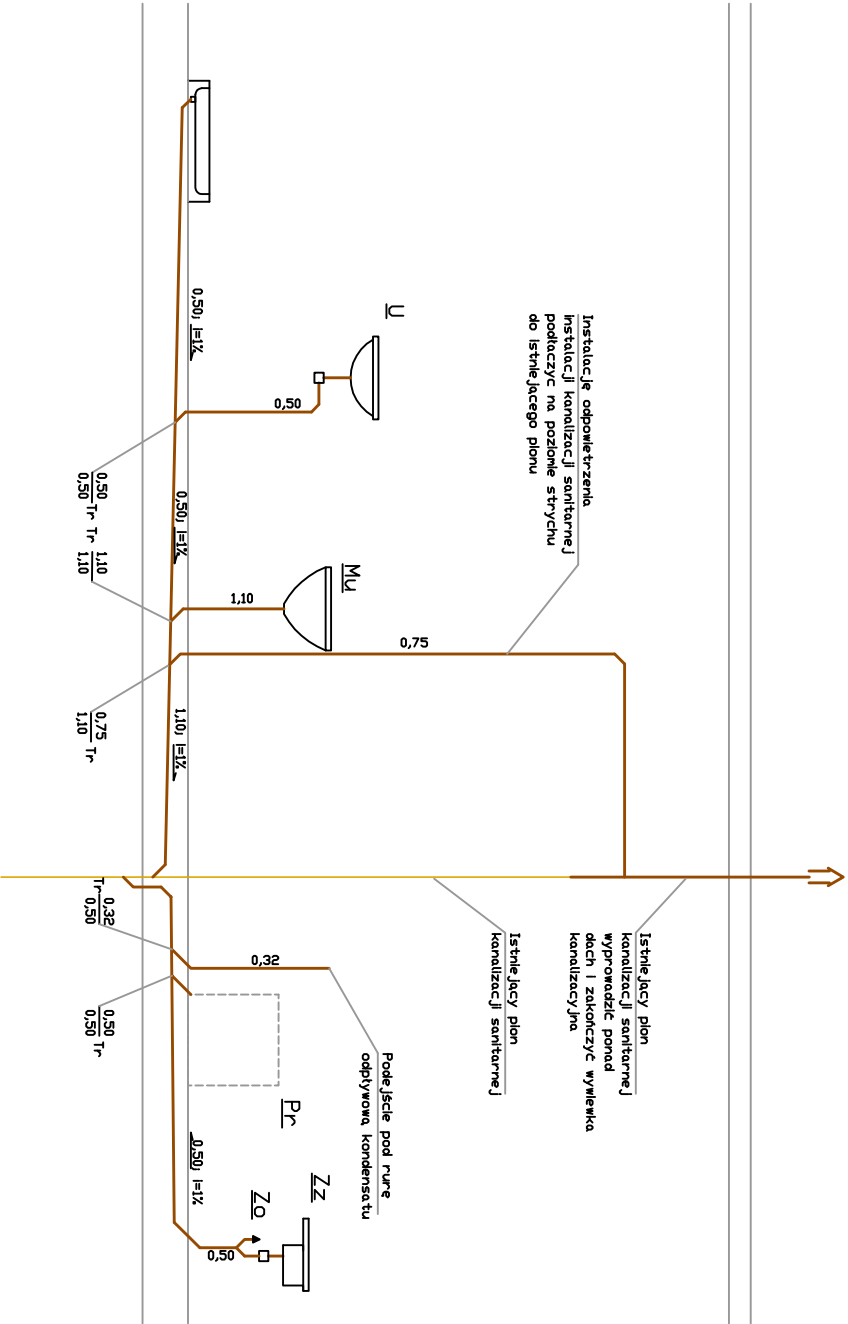 Istniejący pion
kanalizacji sanitarnej
wyprowadzić ponad
dach i zakończyć wywiewka
kanalizacyjna
Instalację odpowietrzenia
instalacji kanalizacji sanitarnej
podłaczyc na poziomie strychu
do istniejącego pionu
Istniejący pion
kanalizacji sanitarnej
0,75
U
Podejście pod rurę
odpływową kondensatu
Mu
Zz
Pr
0,50
1,10
0,32
Zo
0,50
0,50; i=1%
0,50; i=1%
1,10; i=1%
0,50; i=1%
0,50
0,50 Tr
Tr 1,10
1,10
0,75
1,10 Tr
Tr 0,32
0,50
0,50
0,50 Tr